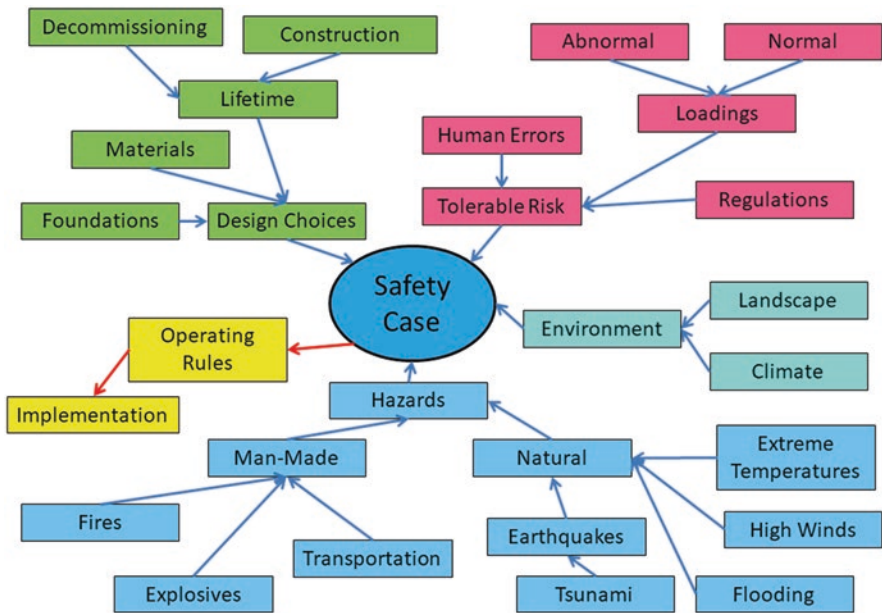 Decommissioning
Construction
Abnormal
Normal
Lifetime
Loadings
Materials
Human Errors
Foundations
Design Choices
Tolerable Risk
Regulations
Safety
Case
Landscape
Environment
Operating
Rules
Climate
Implementation
Hazards
Man-Made
Natural
Extreme
Temperatures
Fires
Earthquakes
High Winds
Transportation
Explosives
Tsunami
Flooding